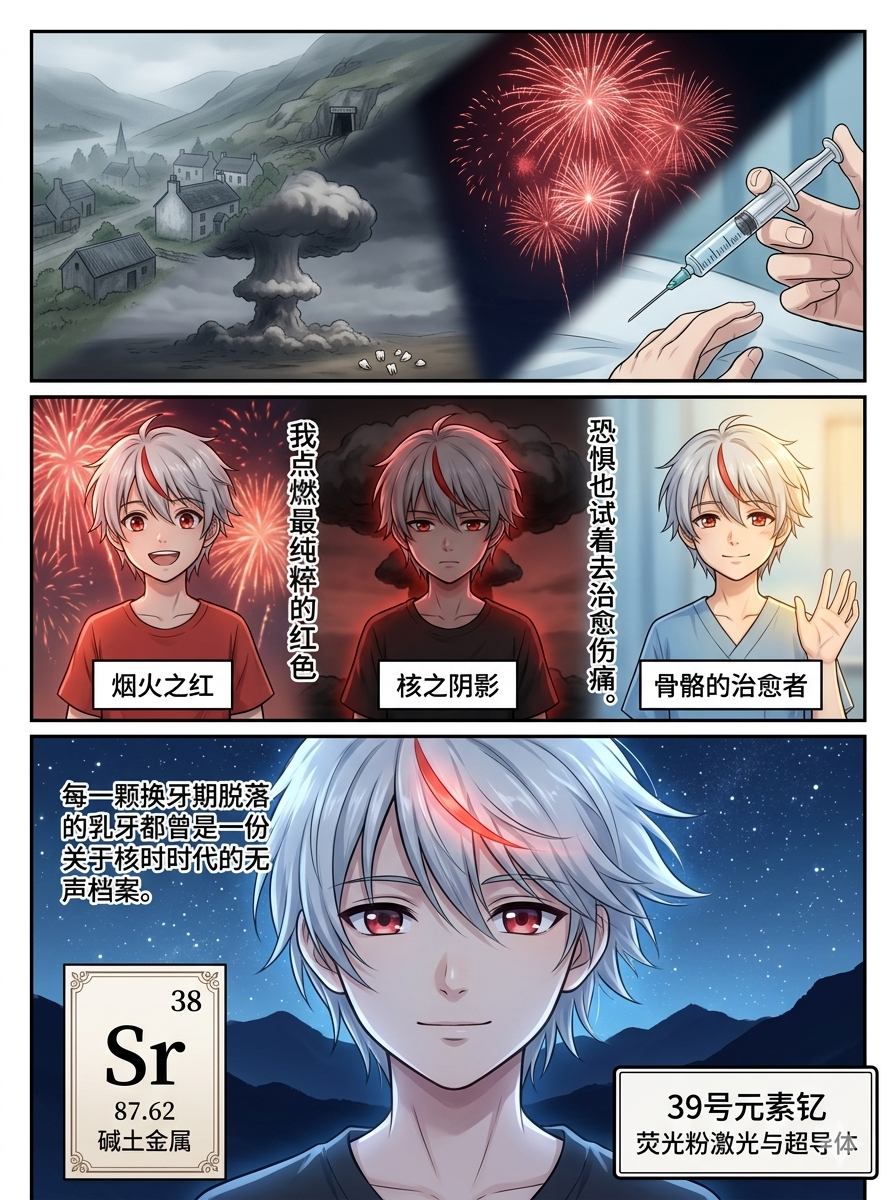 我点燃最纯粹的红色
恐惧也试着去治愈伤痛。
烟火之红
核之阴影
骨骼的治愈者
每一颗换牙期脱落
的乳牙都曾是一份
关于核时时代的无
声档案。
38
Sr
87.62
碱土金属
39号元素钇
荧光粉激光与超导体